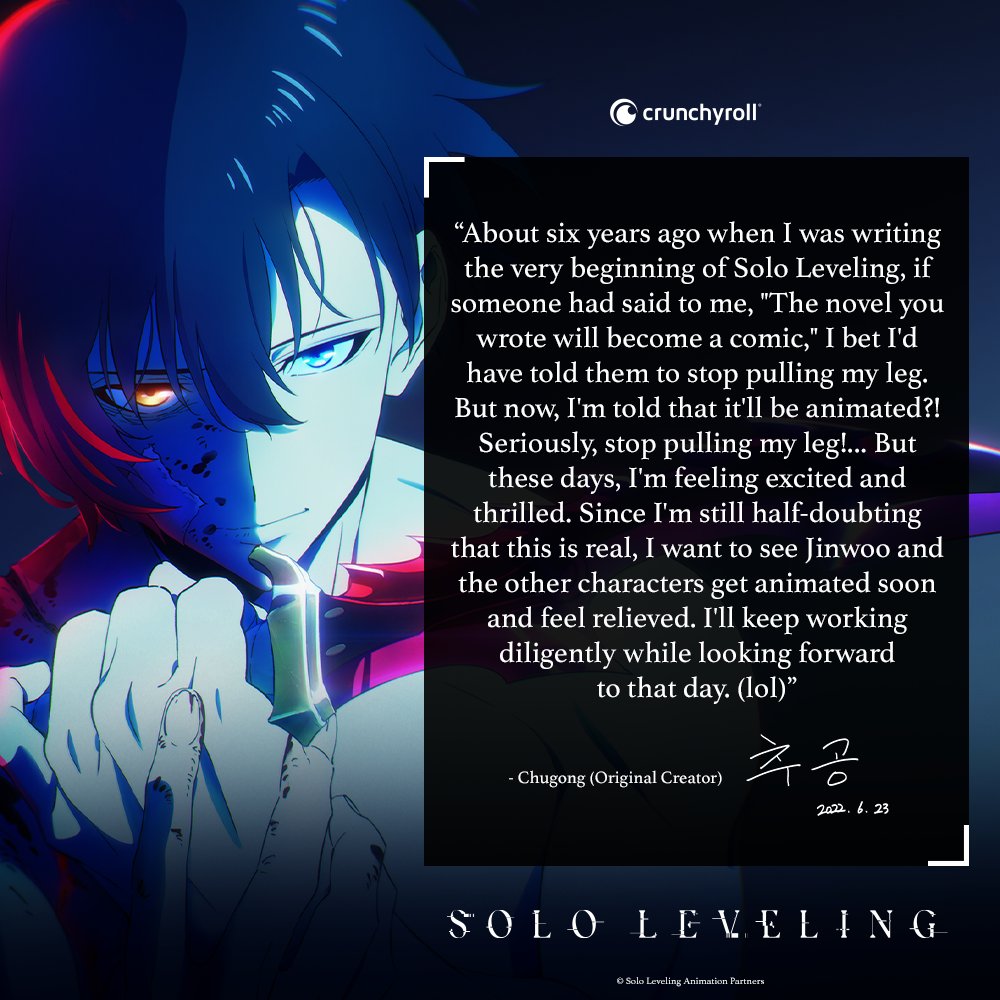 crunchyroll®
“About six years ago when I was writing
the very beginning of Solo Leveling, if
someone had said to me, "The novel you
wrote will become a comic," I bet I'd
have told them to stop pulling my leg.
But now, I'm told that it'll be animated?!
Seriously, stop pulling my leg!... But
these days, I'm feeling excited and
thrilled. Since I'm still half-doubting
that this is real, I want to see Jinwoo and
the other characters get animated soon
and feel relieved. I'll keep working
diligently while looking forward
to that day. (lol)”
- Chugong (Original Creator) 추공
2022. 6. 23
SOLO LEVELING
© Solo Leveling Animation Partners